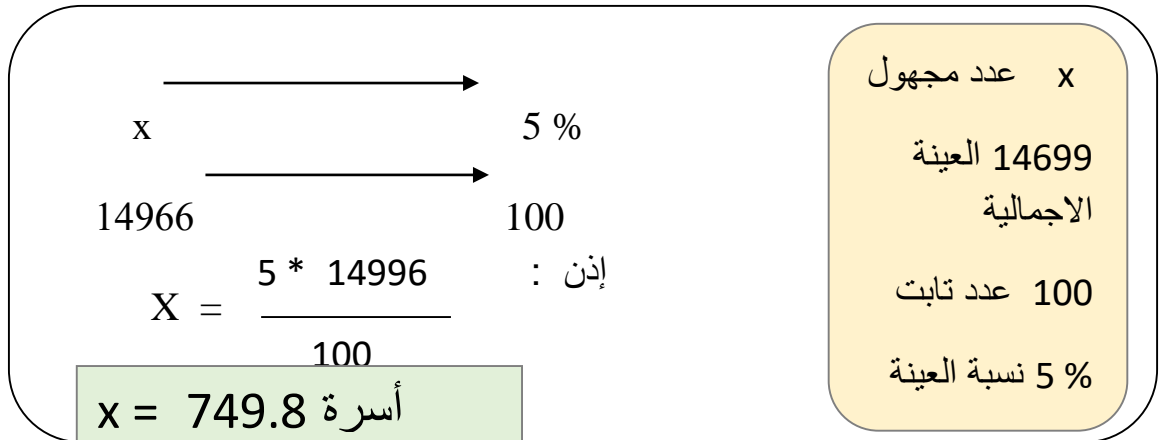 x 5 %
14966 100
5 * 14996 إذن :
X =
100
x = 749.8 أسرة
x عدد مجهول
14699 العينة
الاجمالية
100 عدد تابت
% 5 نسبة العينة